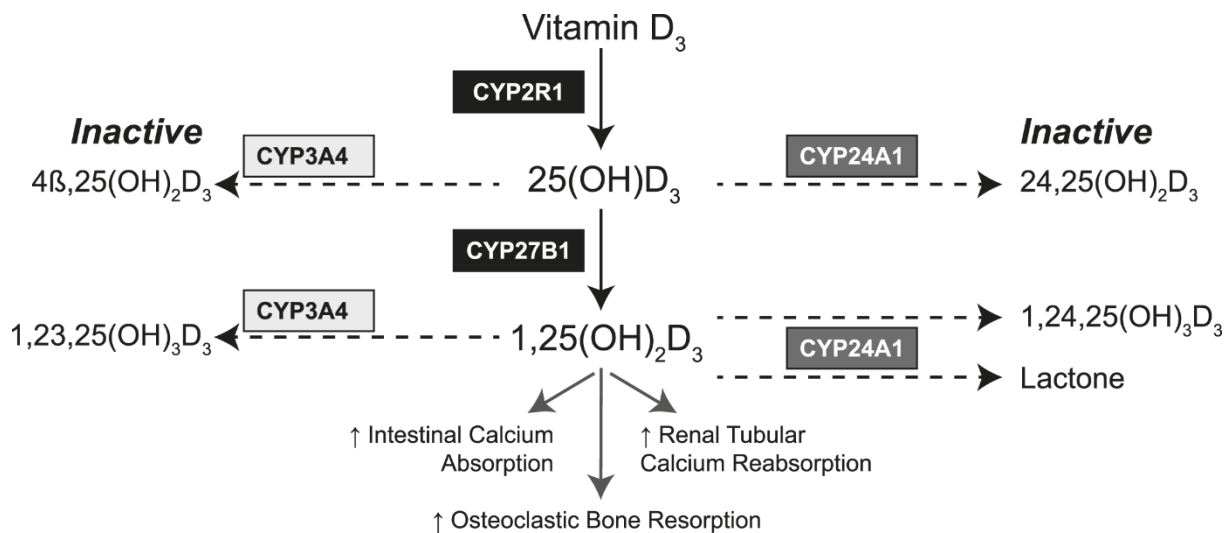 Vitamin D₃
CYP2R1
Inactive
Inactive
CYP3A4
CYP24A1
4ß,25(OH)₂D₃
25(OH)D₃
24,25(OH)₂D₃
CYP27B1
CYP3A4
1,23,25(OH)₃D₃
1,25(OH)₂D₃
1,24,25(OH)₃D₃
CYP24A1
Lactone
↑ Intestinal Calcium
Absorption
↑ Renal Tubular
Calcium Reabsorption
↑ Osteoclastic Bone Resorption